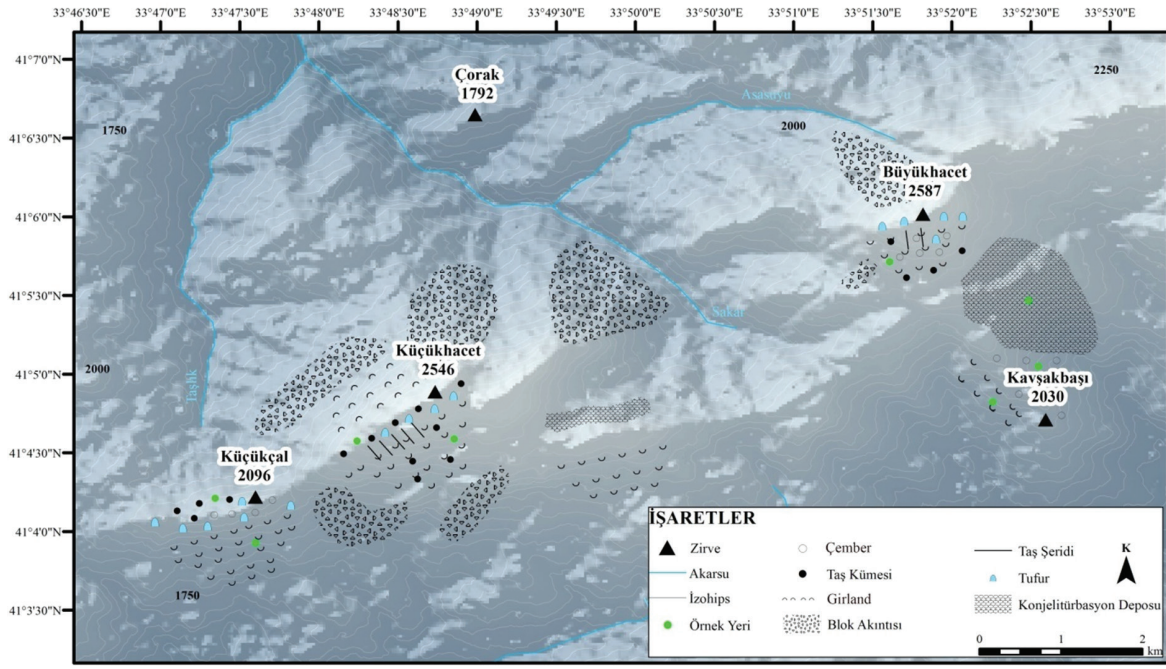 33°46'30"E 33°47'0"E 33°47'30"E 33°48'0"E 33°48'30"E 33°49'0"E 33°49'30"E 33°50'0"E 33°50'30"E 33°51'0"E 33°51'30"E 33°52'0"E 33°52'30"E 33°53'0"E
41°7'0"N
41°6'30"N
41°6'0"N
41°5'30"N
41°5'0"N
41°4'30"N
41°4'0"N
41°3'30"N
2250
Çorak
1792
1750
Asasuyu
2000
Büyükhacet
2587
Sakal
Küçükhacet
2546
2000
Taşlık
Kavşakbaşı
2030
Küçükçal
2096
1750
İŞARETLER
Zirve
Akarsu
İzohips
Örnek Yeri
Çember
Taş Kümesi
Girland
Blok Akıntısı
Taş Şeridi
Tufur
Konjelitürbasyon Deposu
K
0 1 2
km